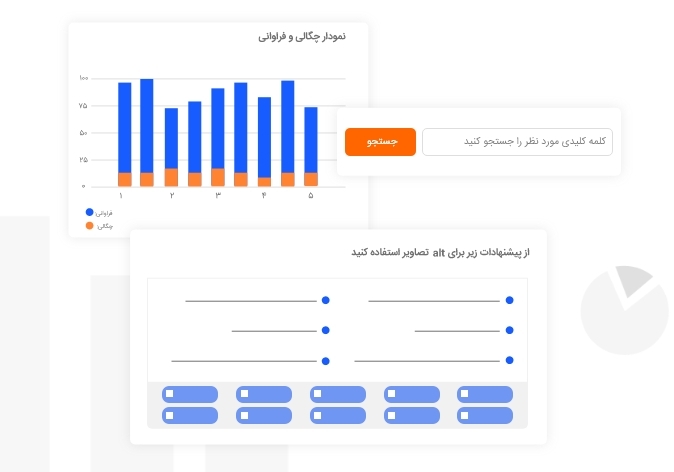 نمودار چگالی و فراوانی
۱۰۰
۷۵
۵۰
۲۵
۰
۱ ۲ ۳ ۴ ۵
فراوانی
چگالی
کلمه کلیدی مورد نظر را جستجو کنید
جستجو
از پیشنهادات زیر برای alt تصاویر استفاده کنید